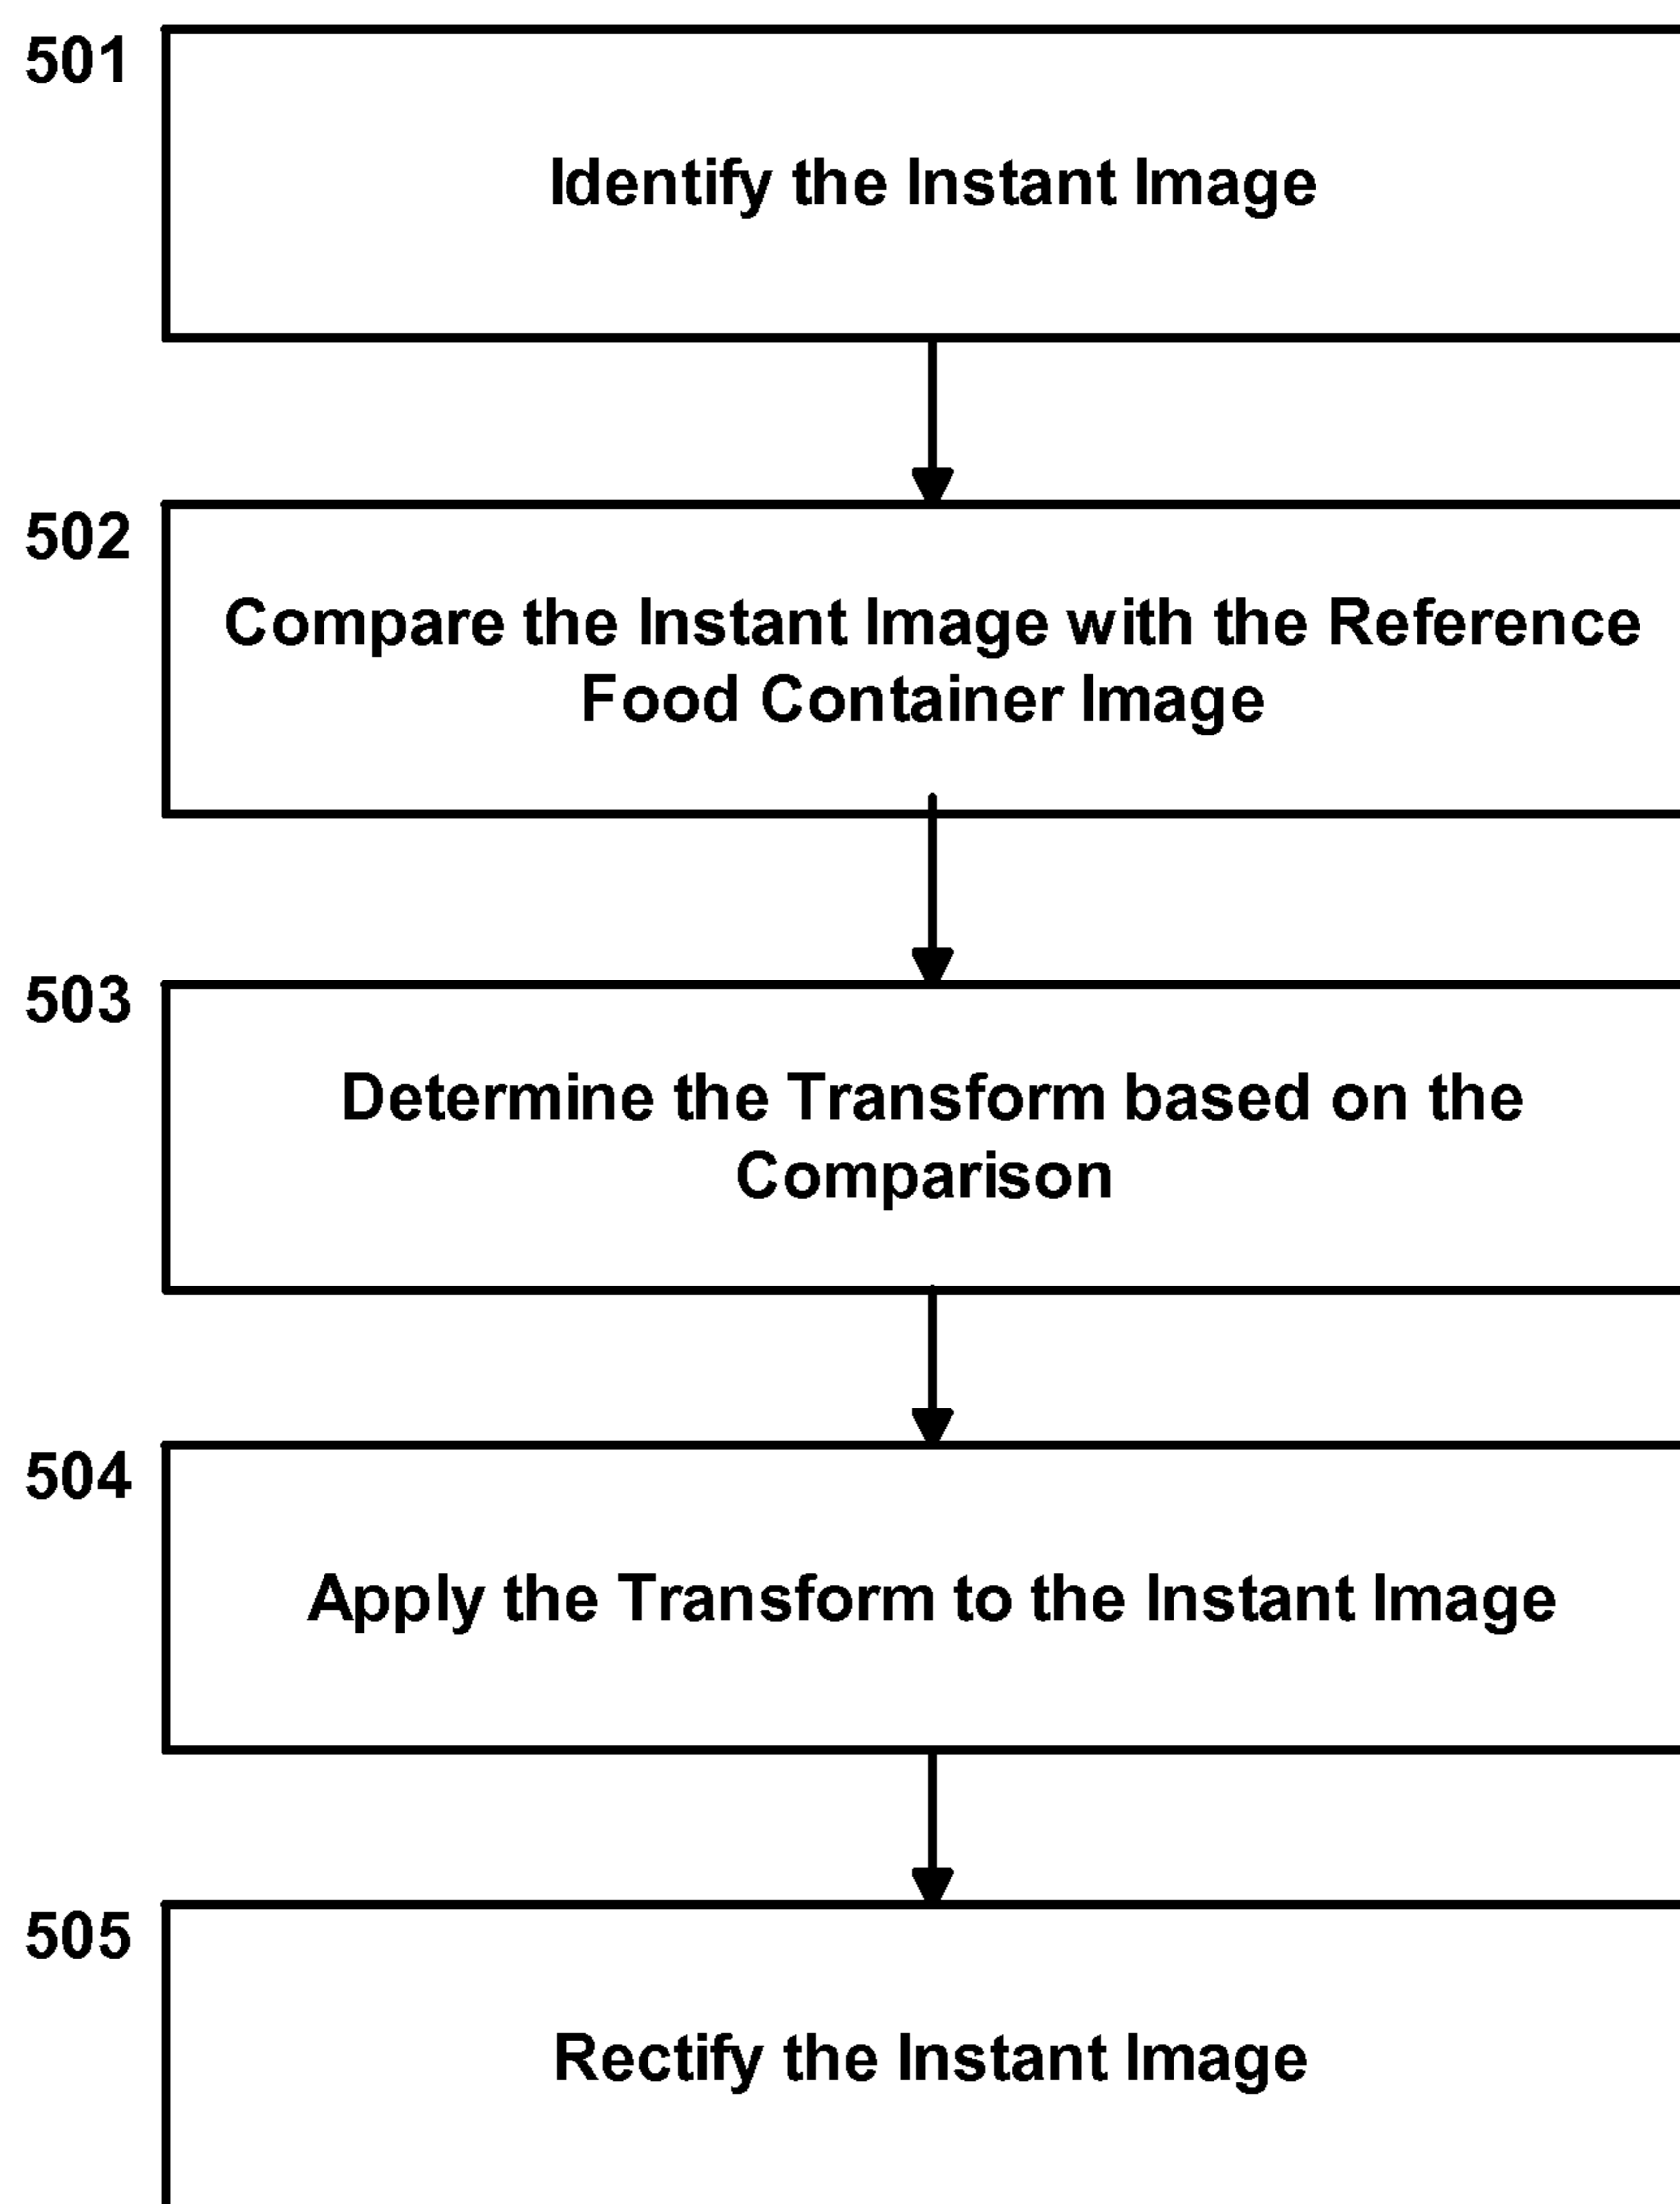 501
Identify the Instant Image
502
Compare the Instant Image with the Reference
Food Container Image
503
Determine the Transform based on the
Comparison
504
Apply the Transform to the Instant Image
505
Rectify the Instant Image